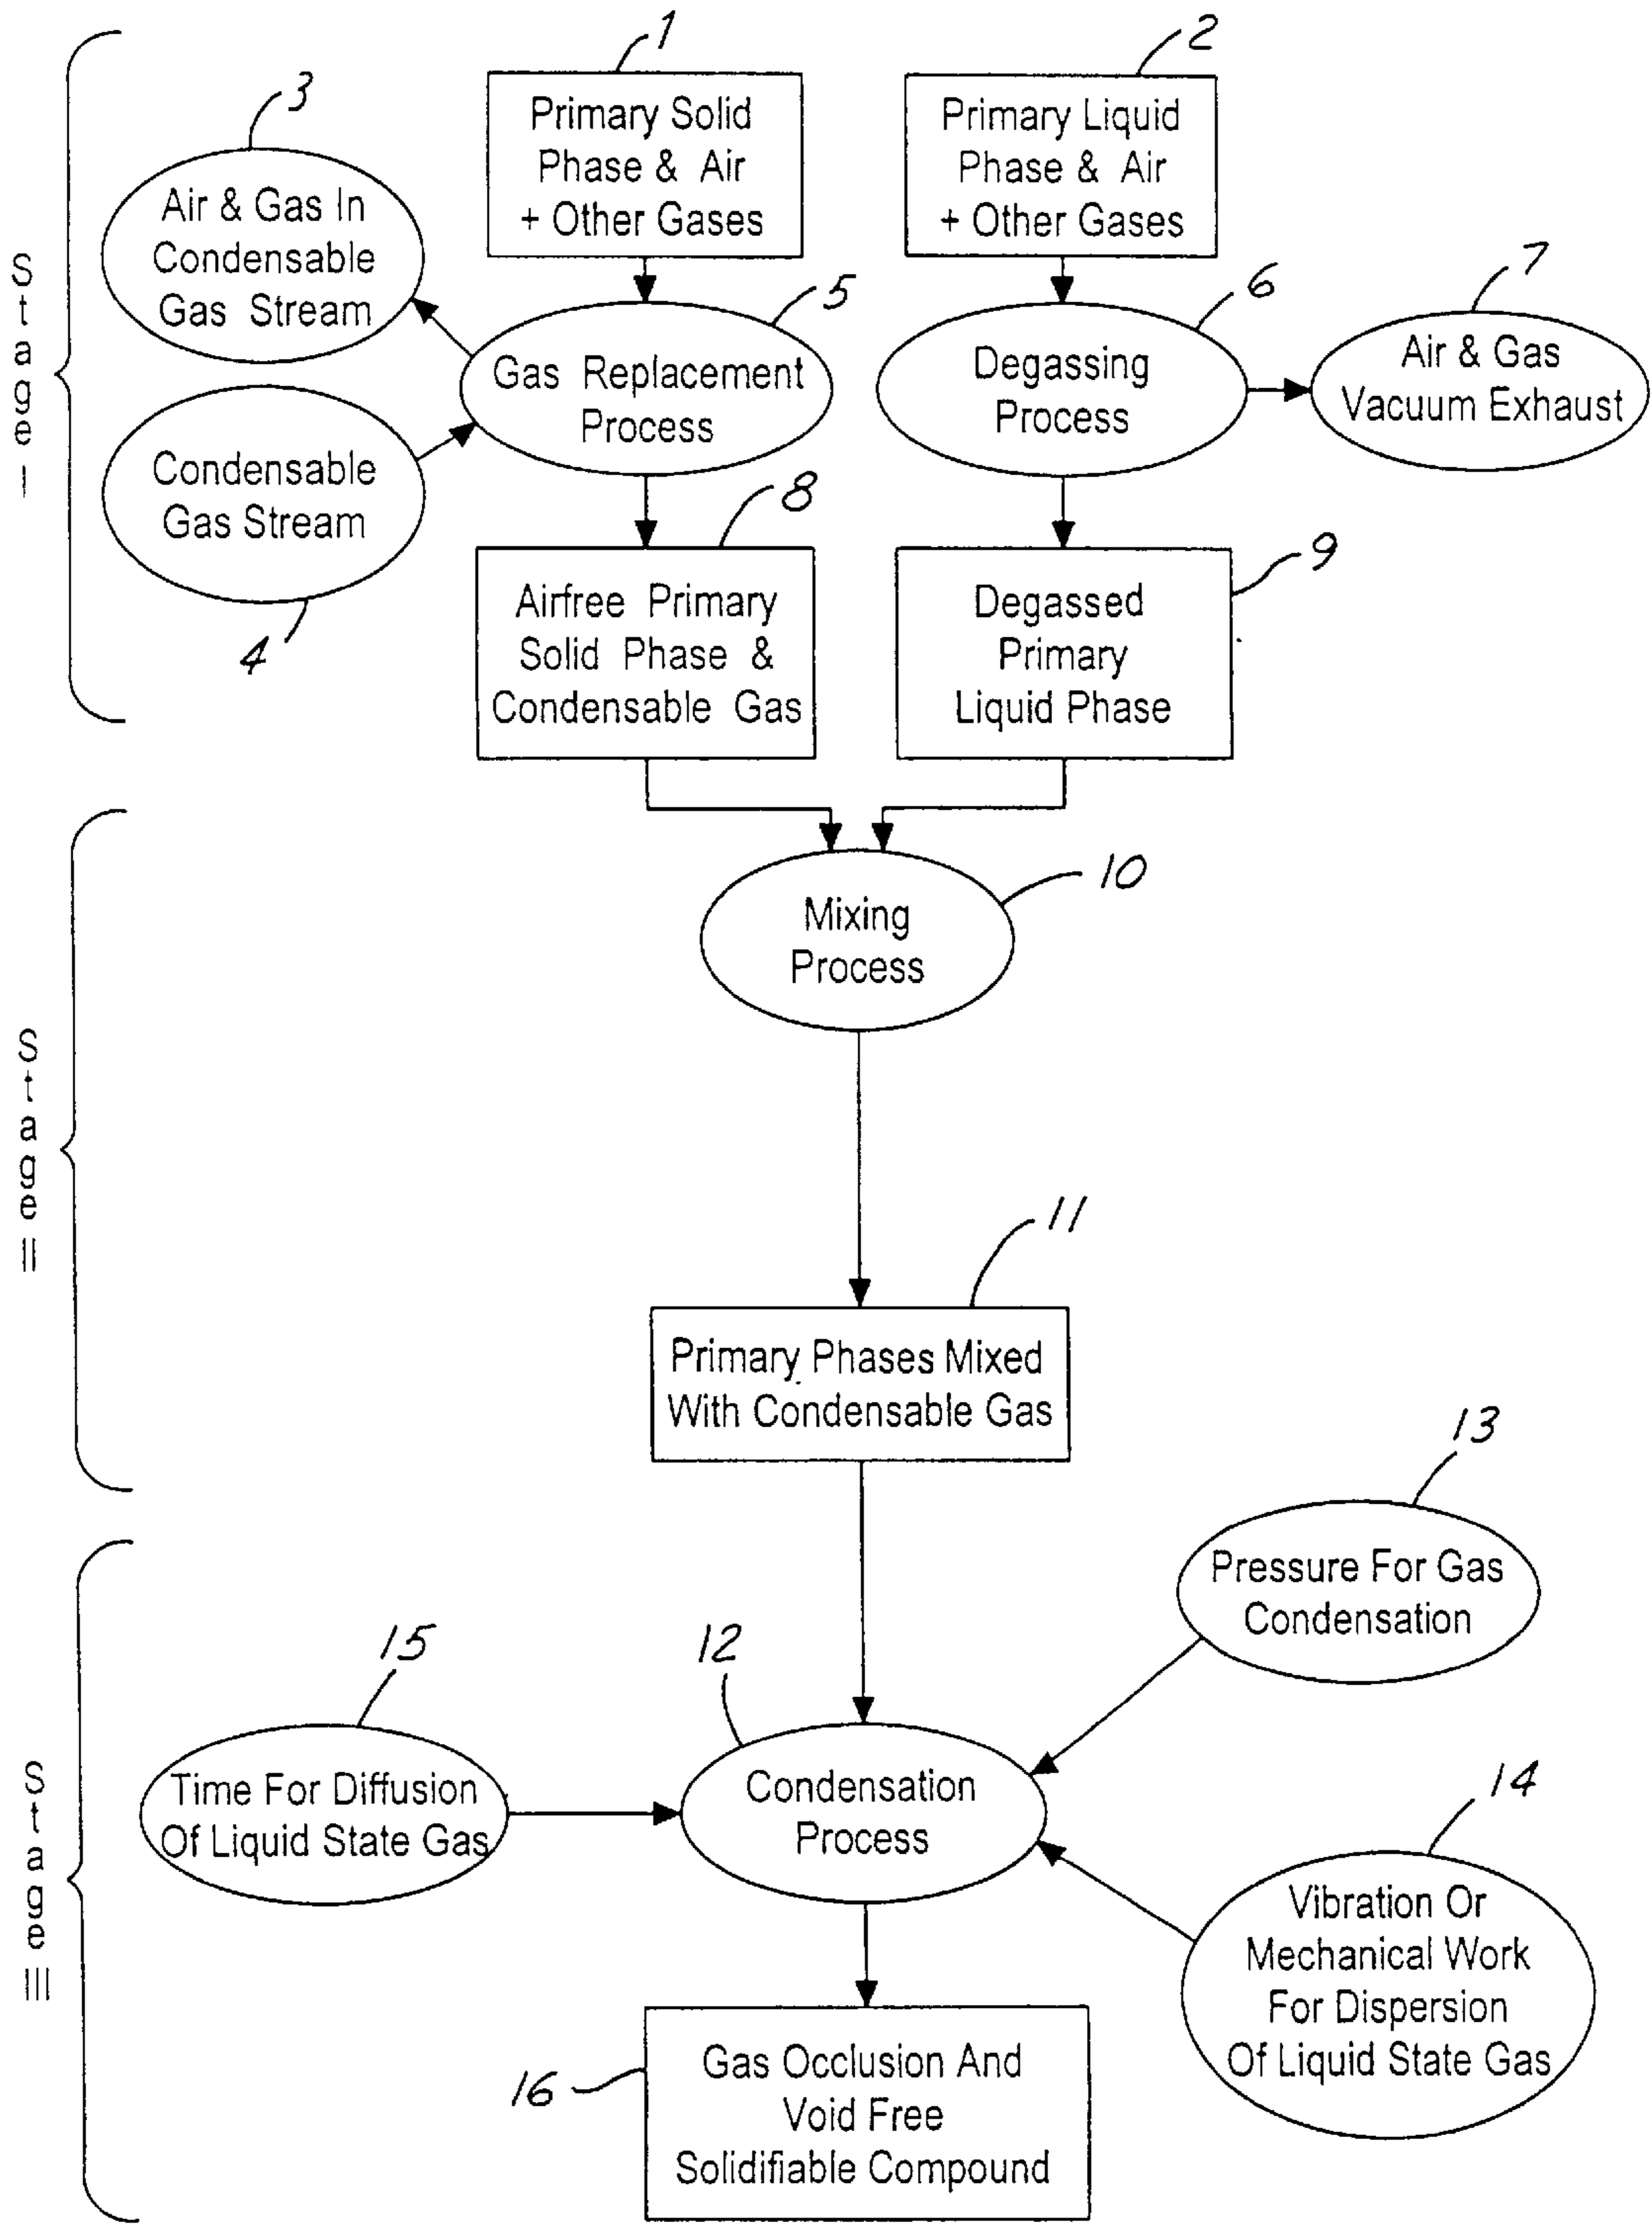 1
Primary Solid
Phase & Air
+ Other Gases
2
Primary Liquid
Phase & Air
+ Other Gases
3
Air & Gas In
Condensable
Gas Stream
Stage I
5
Gas Replacement
Process
6
Degassing
Process
7
Air & Gas
Vacuum Exhaust
Condensable
Gas Stream
4
8
Airfree Primary
Solid Phase &
Condensable Gas
9
Degassed
Primary
Liquid Phase
Stage II
10
Mixing
Process
11
Primary Phases Mixed
With Condensable Gas
Stage III
13
Pressure For Gas
Condensation
15
Time For Diffusion
Of Liquid State Gas
12
Condensation
Process
14
Vibration Or
Mechanical Work
For Dispersion
Of Liquid State Gas
16
Gas Occlusion And
Void Free
Solidifiable Compound